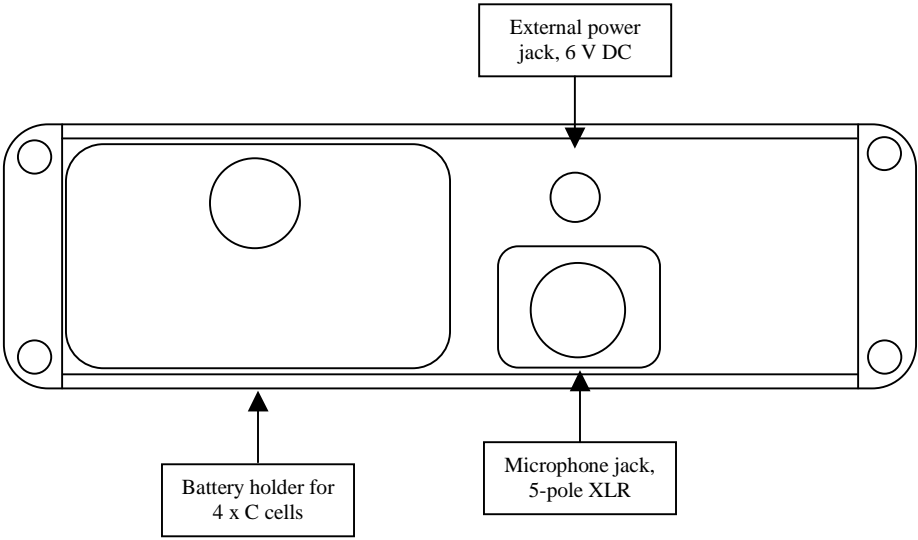 External power
jack, 6 V DC
Battery holder for
4 x C cells
Microphone jack,
5-pole XLR